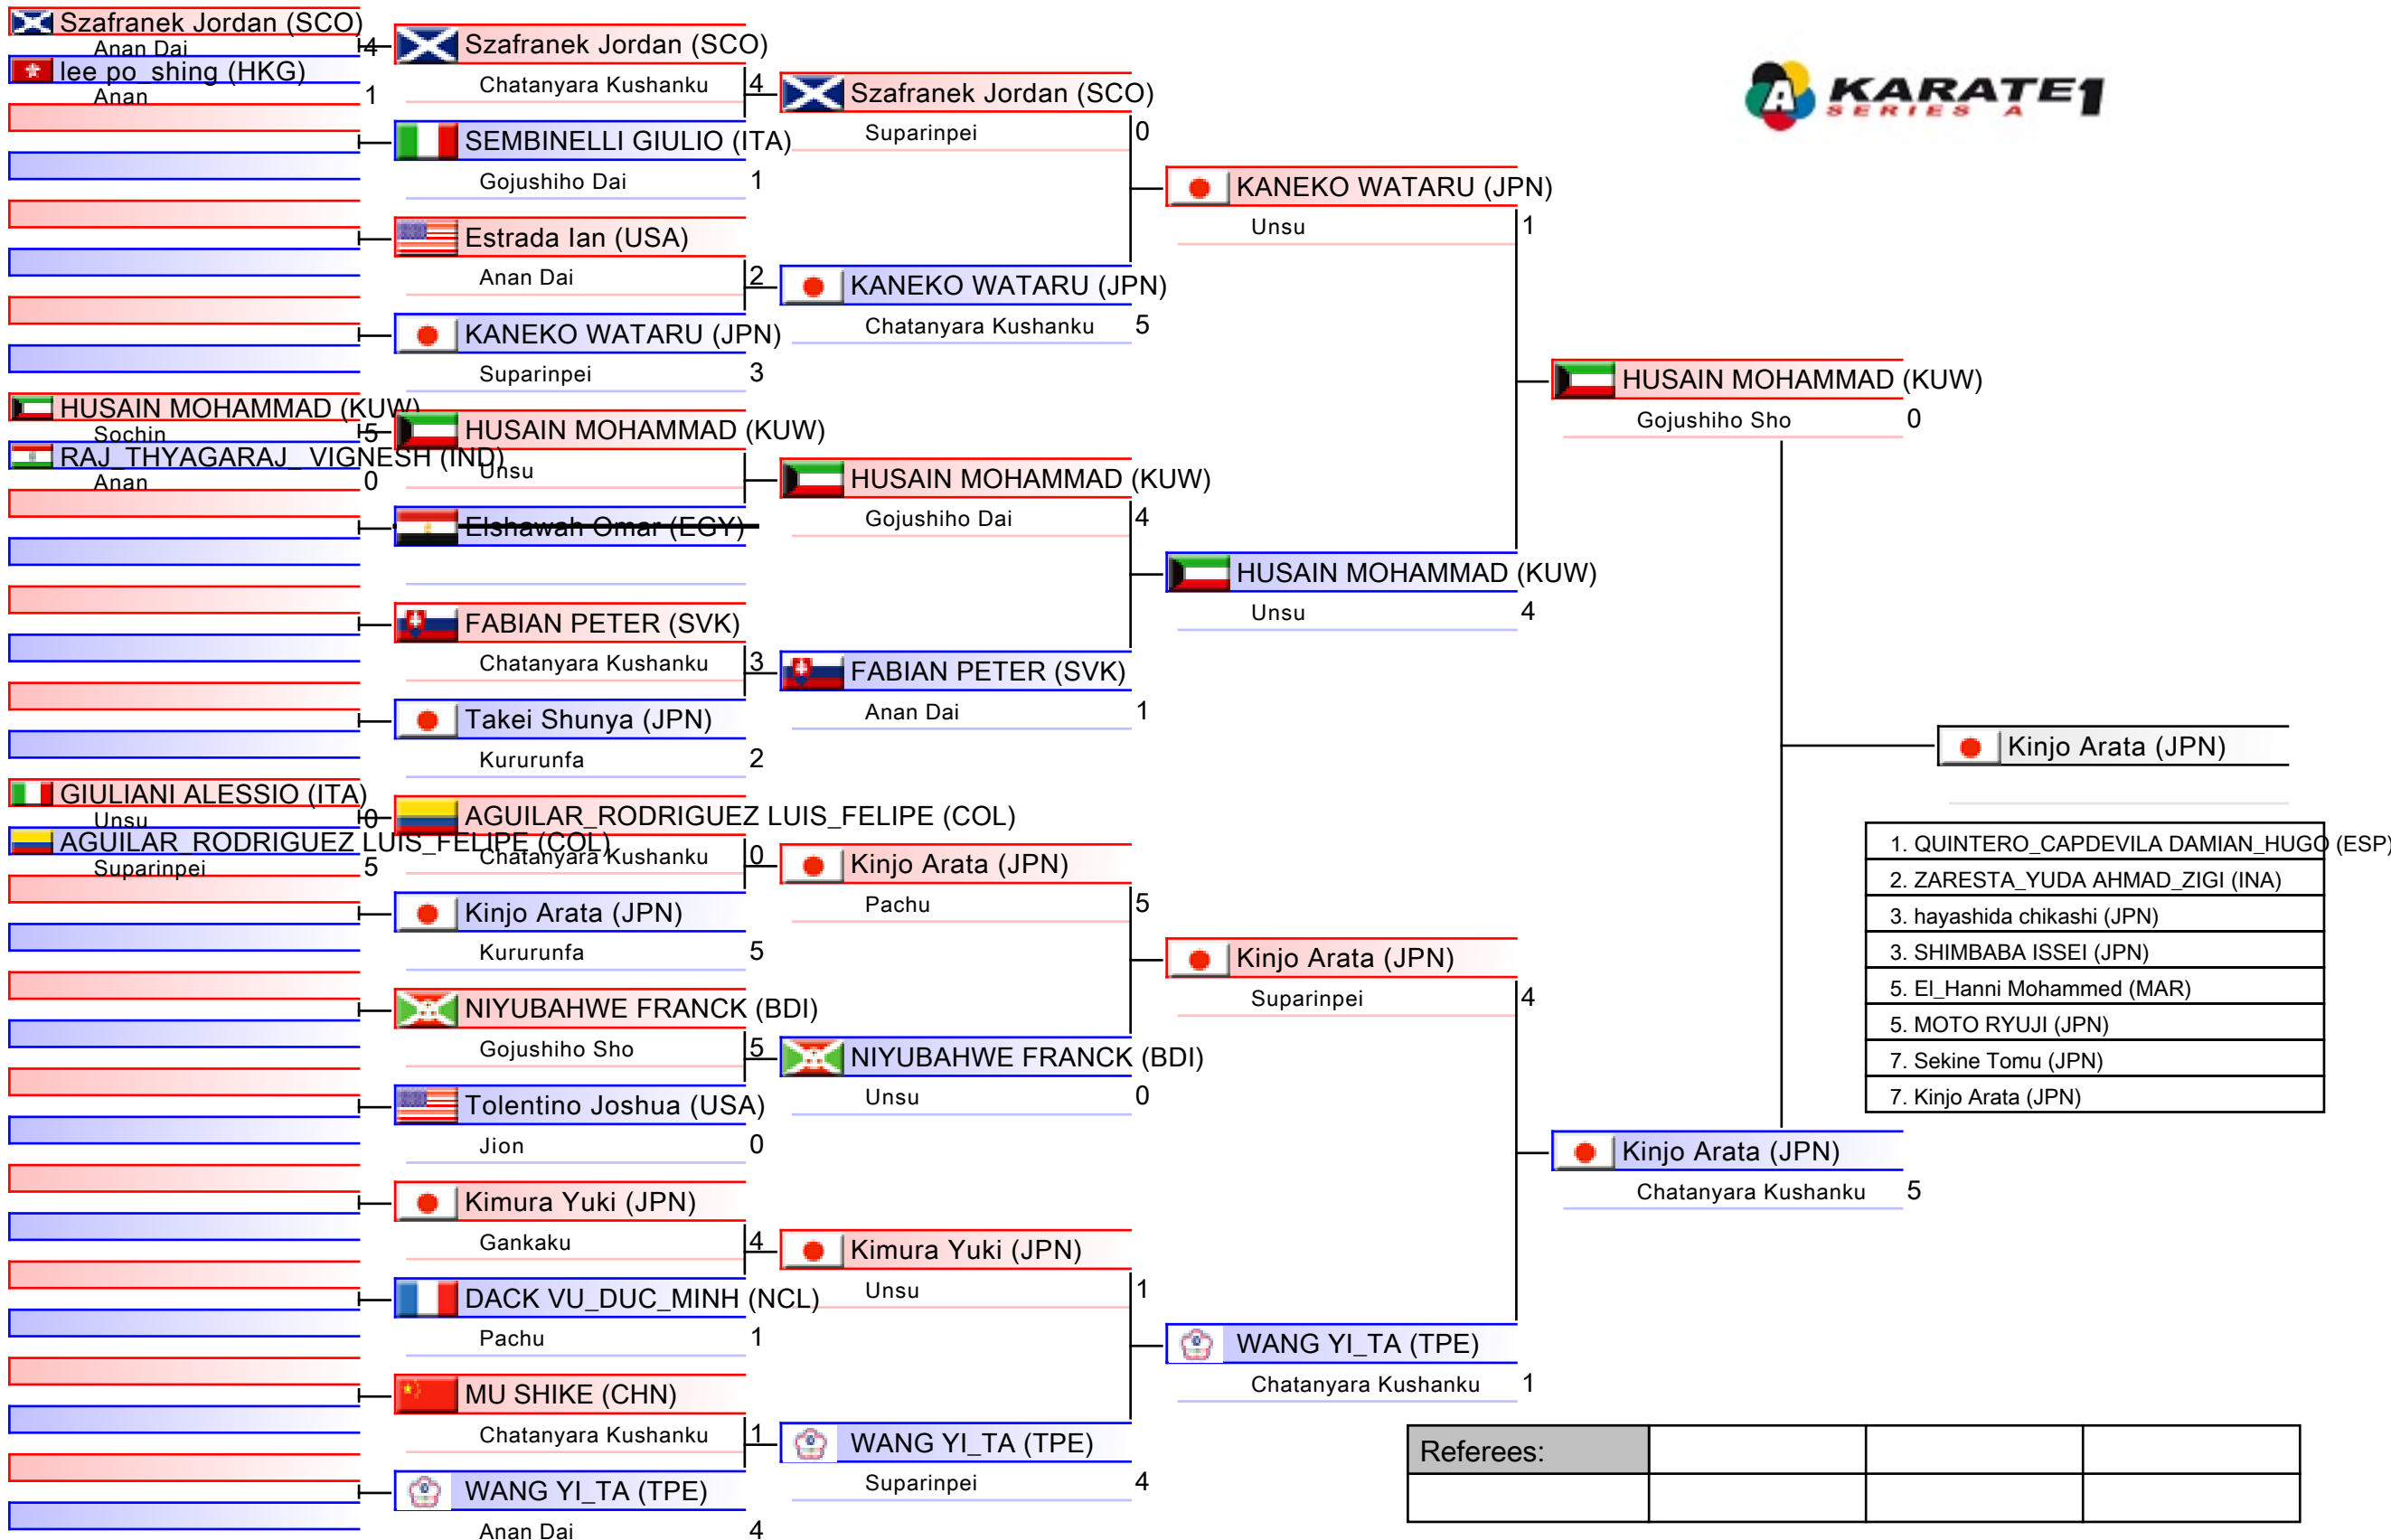 Szafranek Jordan (SCO)
Anan Dai 4
lee po_shing (HKG)
Anan 1
HUSAIN MOHAMMAD (KUW)
Sochin 5
RAJ_THYAGARAJ_ VIGNESH (IND)
Anan 0
GIULIANI ALESSIO (ITA)
Unsu 0
AGUILAR_RODRIGUEZ LUIS_FELIPE (COL)
Suparinpei 5
Szafranek Jordan (SCO)
Chatanyara Kushanku 4
SEMBINELLI GIULIO (ITA)
Gojushiho Dai 1
Estrada Ian (USA)
Anan Dai 2
KANEKO WATARU (JPN)
Suparinpei 3
HUSAIN MOHAMMAD (KUW)
Unsu
Elshawah Omar (EGY)
FABIAN PETER (SVK)
Chatanyara Kushanku 3
Takei Shunya (JPN)
Kururunfa 2
AGUILAR_RODRIGUEZ LUIS_FELIPE (COL)
Chatanyara Kushanku 0
Kinjo Arata (JPN)
Kururunfa 5
NIYUBAHWE FRANCK (BDI)
Gojushiho Sho 5
Tolentino Joshua (USA)
Jion 0
Kimura Yuki (JPN)
Gankaku 4
DACK VU_DUC_MINH (NCL)
Pachu 1
MU SHIKE (CHN)
Chatanyara Kushanku 1
WANG YI_TA (TPE)
Anan Dai 4
Szafranek Jordan (SCO)
Suparinpei 0
KANEKO WATARU (JPN)
Chatanyara Kushanku 5
HUSAIN MOHAMMAD (KUW)
Gojushiho Dai 4
FABIAN PETER (SVK)
Anan Dai 1
Kinjo Arata (JPN)
Pachu 5
NIYUBAHWE FRANCK (BDI)
Unsu 0
Kimura Yuki (JPN)
Unsu 1
WANG YI_TA (TPE)
Suparinpei 4
KANEKO WATARU (JPN)
Unsu 1
HUSAIN MOHAMMAD (KUW)
Unsu 4
Kinjo Arata (JPN)
Suparinpei 4
WANG YI_TA (TPE)
Chatanyara Kushanku 1
HUSAIN MOHAMMAD (KUW)
Gojushiho Sho 0
Kinjo Arata (JPN)
Chatanyara Kushanku 5
Kinjo Arata (JPN)
A KARATE1
SERIES A
1. QUINTERO_CAPDEVILA DAMIAN_HUGO (ESP)
2. ZARESTA_YUDA AHMAD_ZIGI (INA)
3. hayashida chikashi (JPN)
3. SHIMBABA ISSEI (JPN)
5. El_Hanni Mohammed (MAR)
5. MOTO RYUJI (JPN)
7. Sekine Tomu (JPN)
7. Kinjo Arata (JPN)
Referees: